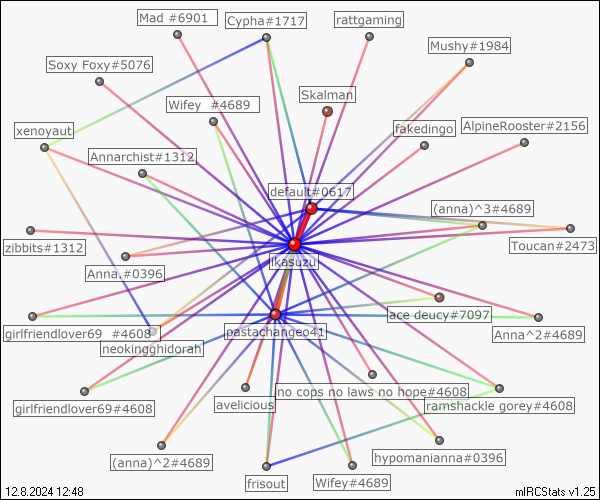 Mad #6901
Cypha#1717
rattgaming
Mushy#1984
Soxy Foxy#5076
Skalman
Wifey  #4689
xenoyaut
fakedingo
AlpineRooster#2156
Annarchist#1312
default#0617
(anna)^3#4689
zibbits#1312
Toucan#2473
ikasuzu
Anna.#0396
girlfriendlover69  #4608
pastachangeo41
ace deucy#7097
Anna^2#4689
neokingghidorah
no cops no laws no hope#4608
girlfriendlover69#4608
avelicious
ramshackle gorey#4608
(anna)^2#4689
hypomanianna#0396
frisout
Wifey#4689
12.8.2024 12:48
mIRCStats v1.25